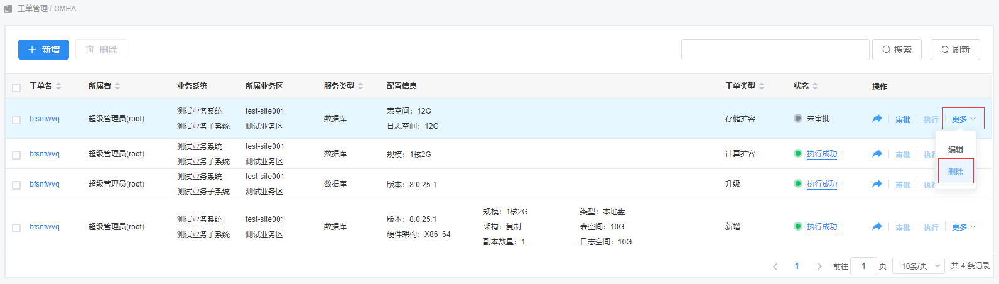 工单管理 / CMHA
新增
删除
搜索
刷新
工单名 所属者 业务系统 所属业务区 服务类型 配置信息 工单类型 状态 操作
bfsnfwvq 超级管理员(root) 测试业务系统 测试业务子系统 test-site001 测试业务区 数据库 表空间：12G 日志空间：12G 存储扩容 未审批 审批 执行 更多
编辑
删除
bfsnfwvq 超级管理员(root) 测试业务系统 测试业务子系统 test-site001 测试业务区 数据库 规模：1核2G 计算扩容 执行成功 审批
bfsnfwvq 超级管理员(root) 测试业务系统 测试业务子系统 test-site001 测试业务区 数据库 版本：8.0.25.1 升级 执行成功 审批
bfsnfwvq 超级管理员(root) 测试业务系统 测试业务子系统 test-site001 测试业务区 数据库 版本：8.0.25.1 硬件架构：X86_64 规模：1核2G 架构：复制 副本数量：1 类型：本地盘 表空间：10G 日志空间：10G 新增 执行成功 审批 执行 更多
1 前往 1 页 10条/页 共 4 条记录